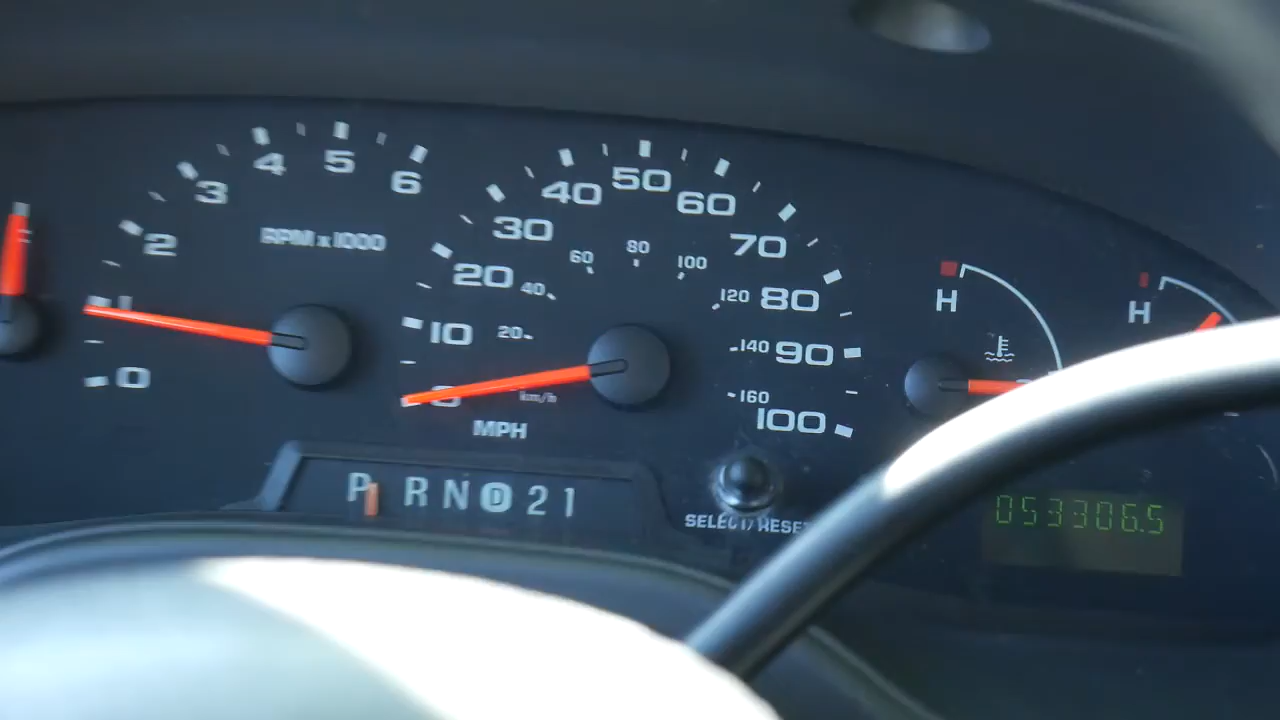 0 1 2 3 4 5 6
RPM x 1000
0 10 20 30 40 50 60 70 80 90 100
20 40 60 80 100 120 140 160
km/h
MPH
P R N D 2 1
SELECT/RESET
H
H
053306.5